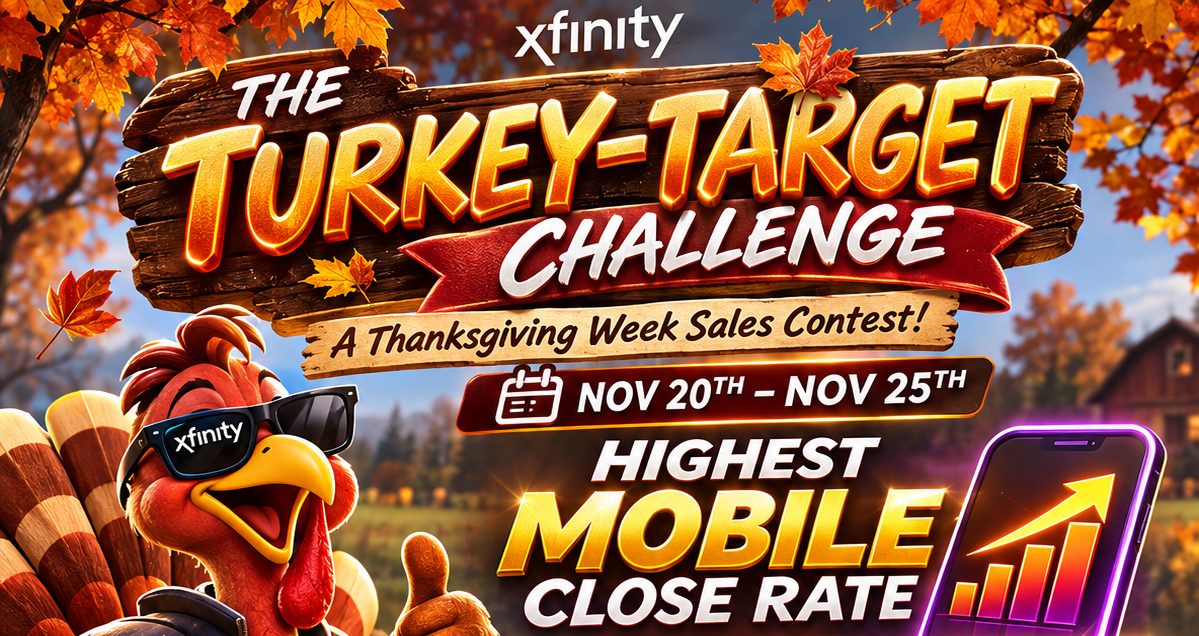 xfinity
THE
TURKEY-TARGET
CHALLENGE
A Thanksgiving Week Sales Contest!
NOV 20TH – NOV 25TH
xfinity
HIGHEST
MOBILE
CLOSE RATE